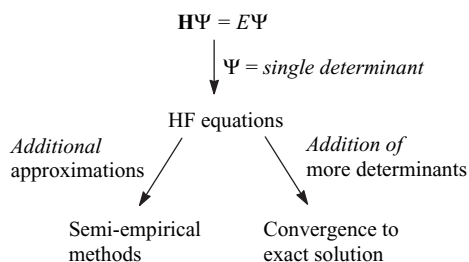 HΨ = EΨ
Ψ = single determinant
HF equations
Additional
approximations
Addition of
more determinants
Semi-empirical
methods
Convergence to
exact solution